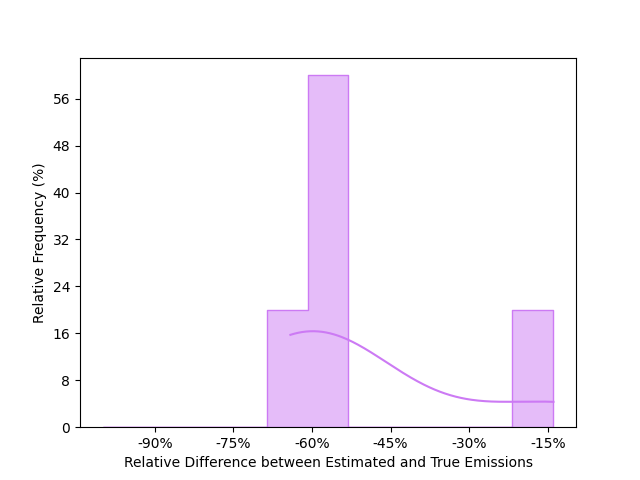 Relative Frequency (%)
56
48
40
32
24
16
8
0
-90% -75% -60% -45% -30% -15%
Relative Difference between Estimated and True Emissions